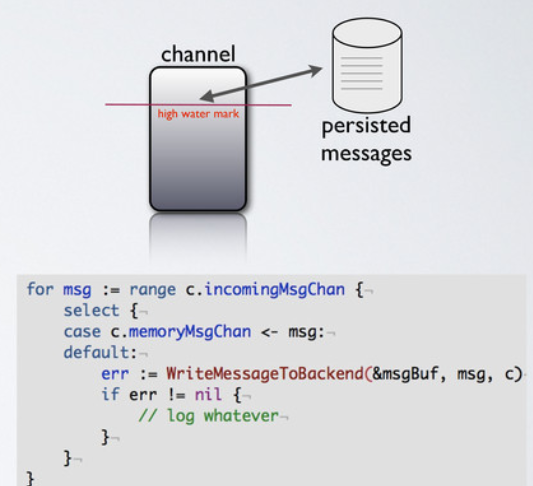 channel
high water mark
persisted
messages
for msg := range c.incomingMsgChan {¬
    select {¬
    case c.memoryMsgChan <- msg:¬
    default:¬
        err := WriteMessageToBackend(&msgBuf, msg, c)
        if err != nil {¬
            // log whatever¬
        }¬
    }¬
}